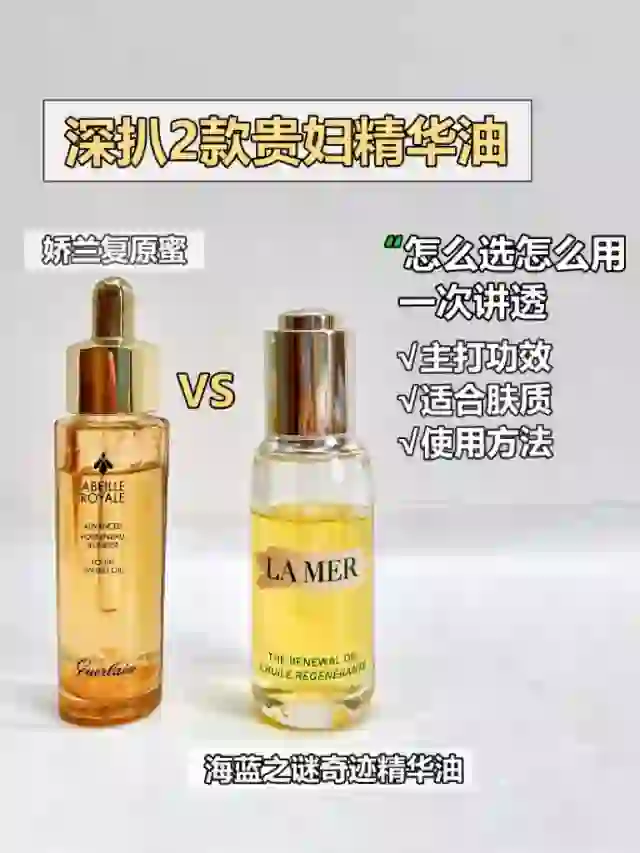 深扒2款贵妇精华油
娇兰复原蜜
“怎么选怎么用
一次讲透
√主打功效
√适合肤质
√使用方法
VS
ABEILLE
ROYALE
ADVANCED
Guerlain
LA MER
THE RENEWAL OIL
L'HUILE RÉGÉNÉRANTE
海蓝之谜奇迹精华油